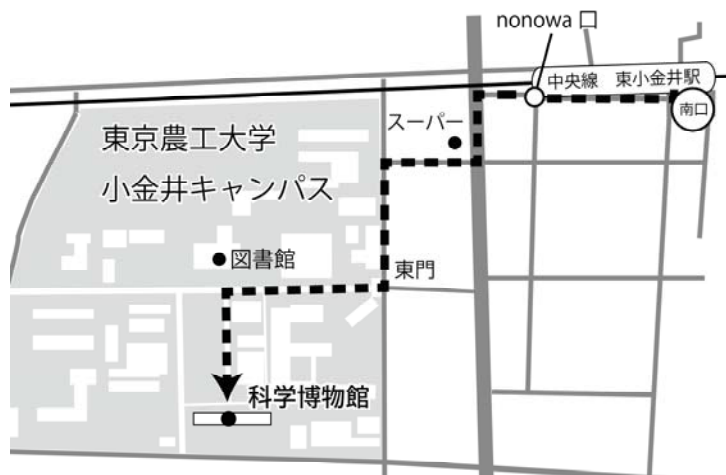 nonowa 口
中央線 東小金井駅
南口
スーパー
東京農工大学
小金井キャンパス
図書館
東門
科学博物館